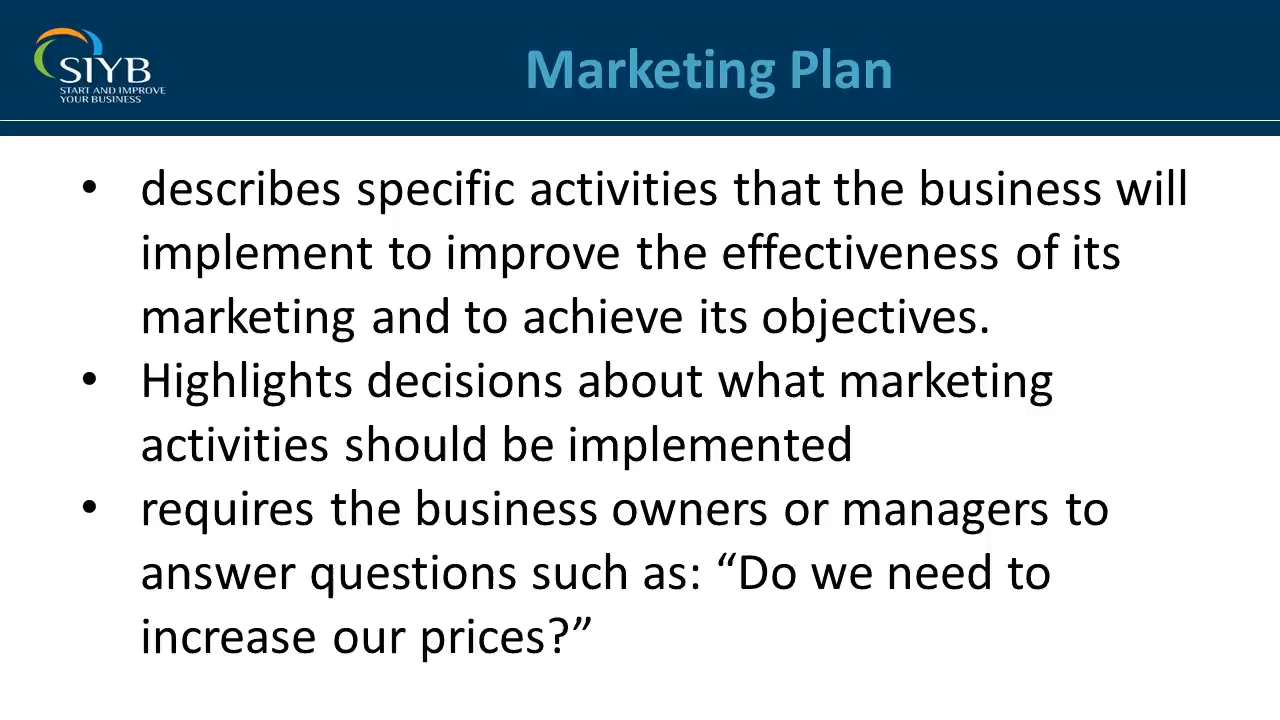 SIYB
START AND IMPROVE
YOUR BUSINESS
Marketing Plan
• describes specific activities that the business will
implement to improve the effectiveness of its
marketing and to achieve its objectives.
• Highlights decisions about what marketing
activities should be implemented
• requires the business owners or managers to
answer questions such as: “Do we need to
increase our prices?”